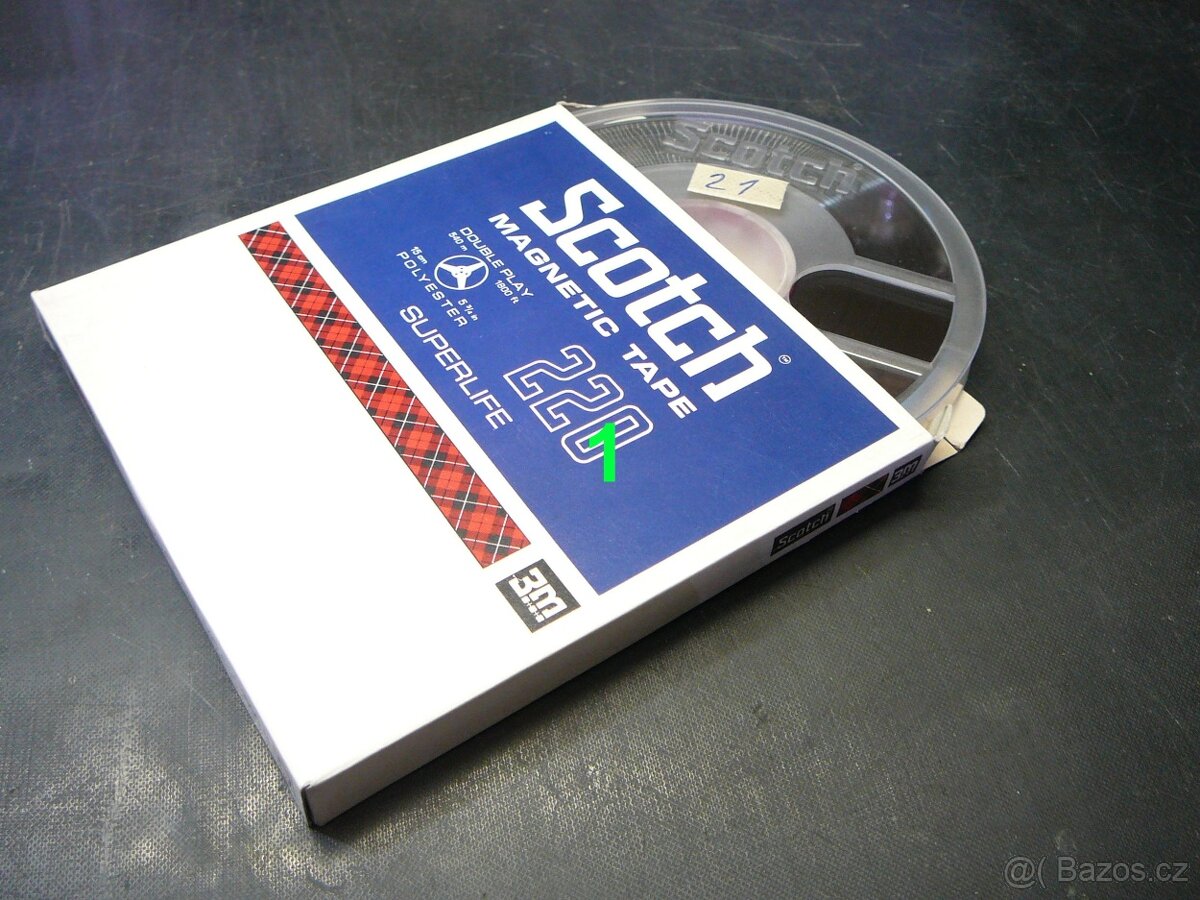 Scotch
21
Scotch
MAGNETIC TAPE
DOUBLE PLAY
540 m 1800 ft
15 cm 5 ¾ in
POLYESTER
220
SUPERLIFE
1
3M
Scotch
3M
@( Bazos.cz